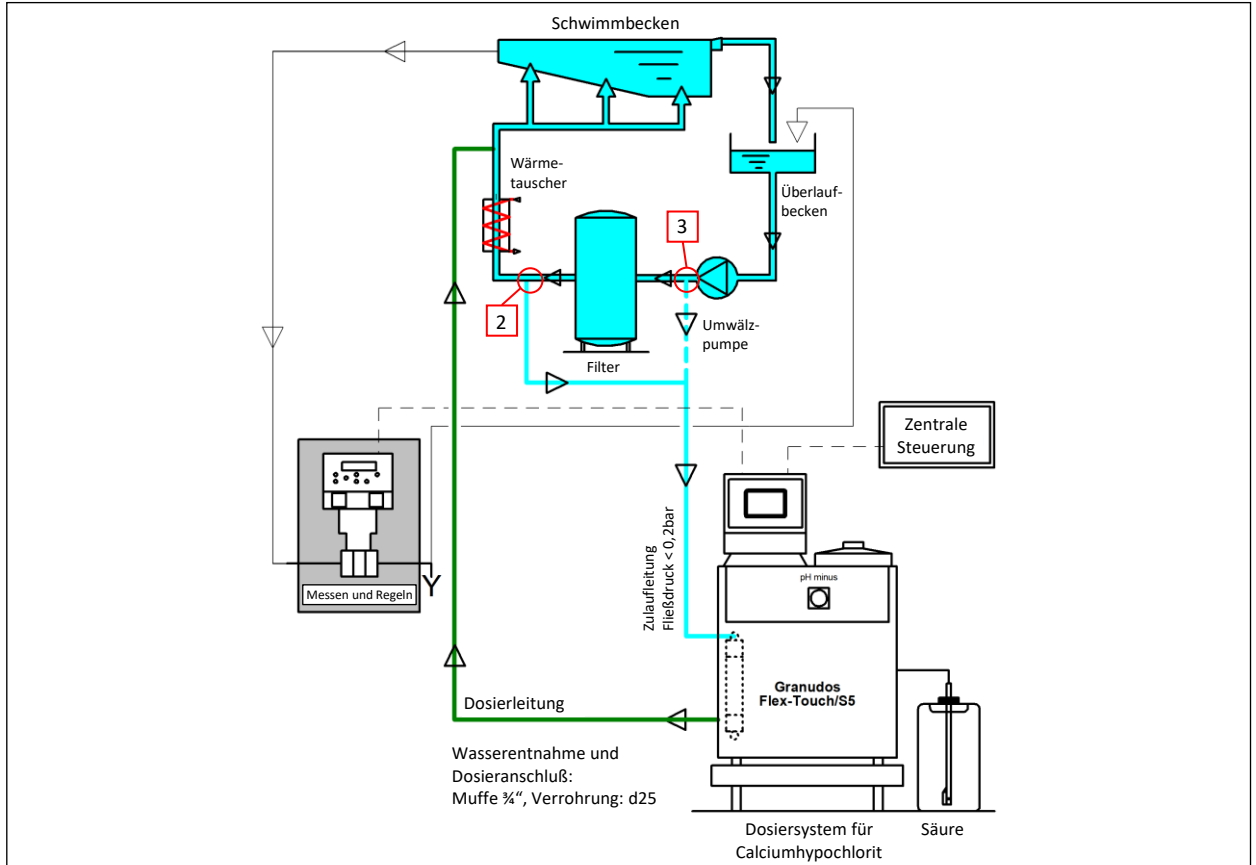 Schwimmbecken
Wärme-
tauscher
Überlauf-
becken
3
2
Umwälz-
pumpe
Filter
Zentrale
Steuerung
Zulaufleitung
Fließdruck < 0,2bar
pH minus
Messen und Regeln
Y
Granudos
Flex-Touch/S5
Dosierleitung
Wasserentnahme und
Dosieranschluß:
Muffe ¾“, Verrohrung: d25
Dosiersystem für
Calciumhypochlorit
Säure